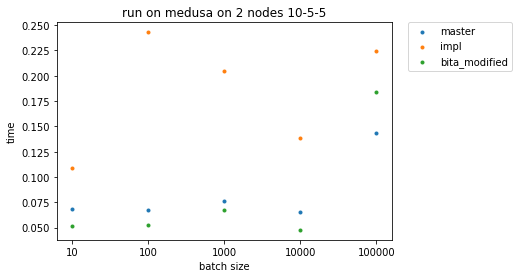 run on medusa on 2 nodes 10-5-5
0.250
0.225
0.200
0.175
0.150
0.125
0.100
0.075
0.050
time
10 100 1000 10000 100000
batch size
master
impl
bita_modified